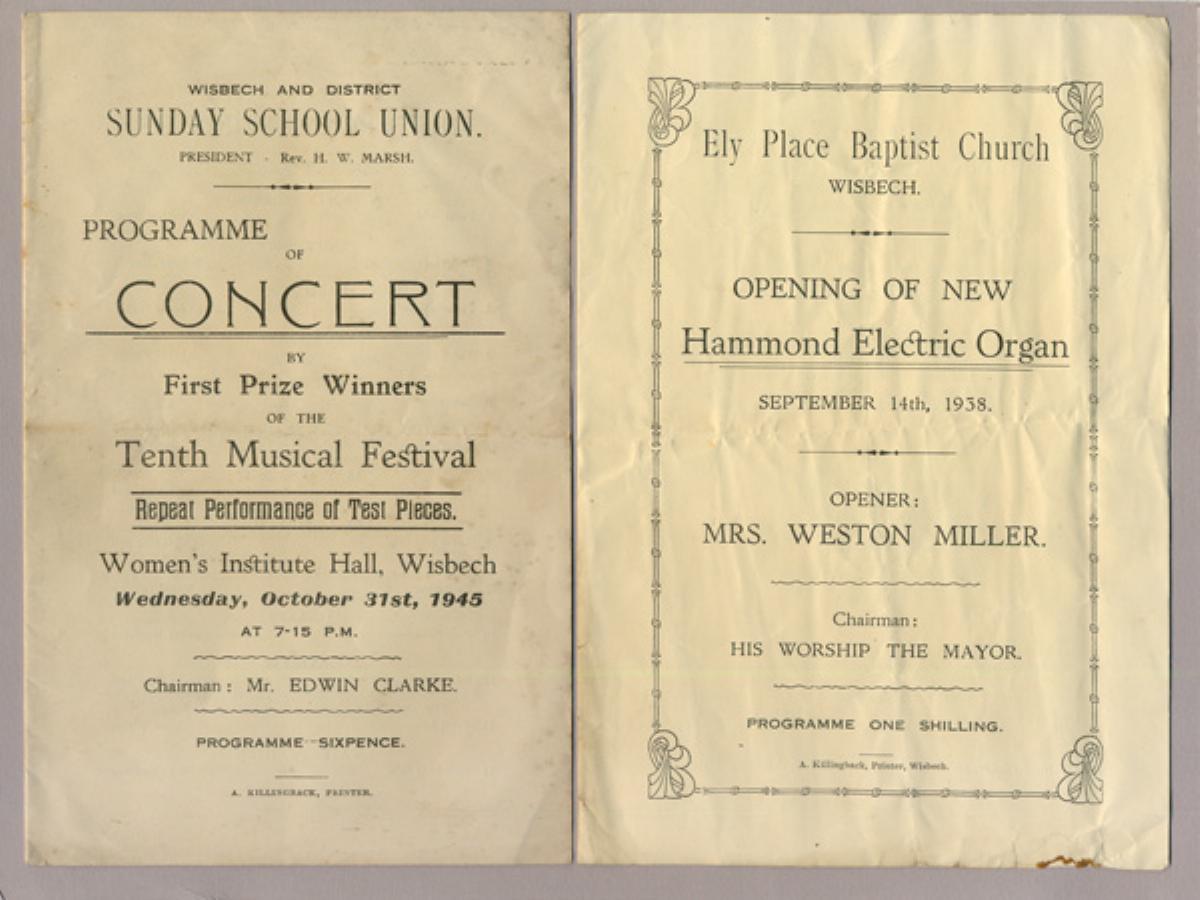 WISBECH AND DISTRICT
SUNDAY SCHOOL UNION.
PRESIDENT - Rev. H. W. MARSH.
PROGRAMME
OF
CONCERT
BY
First Prize Winners
OF THE
Tenth Musical Festival
Repeat Performance of Test Pieces.
Women's Institute Hall, Wisbech
Wednesday, October 31st, 1945
AT 7-15 P.M.
Chairman: Mr. EDWIN CLARKE.
PROGRAMME--SIXPENCE.
A. KILLINGBACK, PRINTER.
Ely Place Baptist Church
WISBECH.
OPENING OF NEW
Hammond Electric Organ
SEPTEMBER 14th, 1938.
OPENER:
MRS. WESTON MILLER.
Chairman:
HIS WORSHIP THE MAYOR.
PROGRAMME ONE SHILLING.
A. Killingback, Printer, Wisbech.